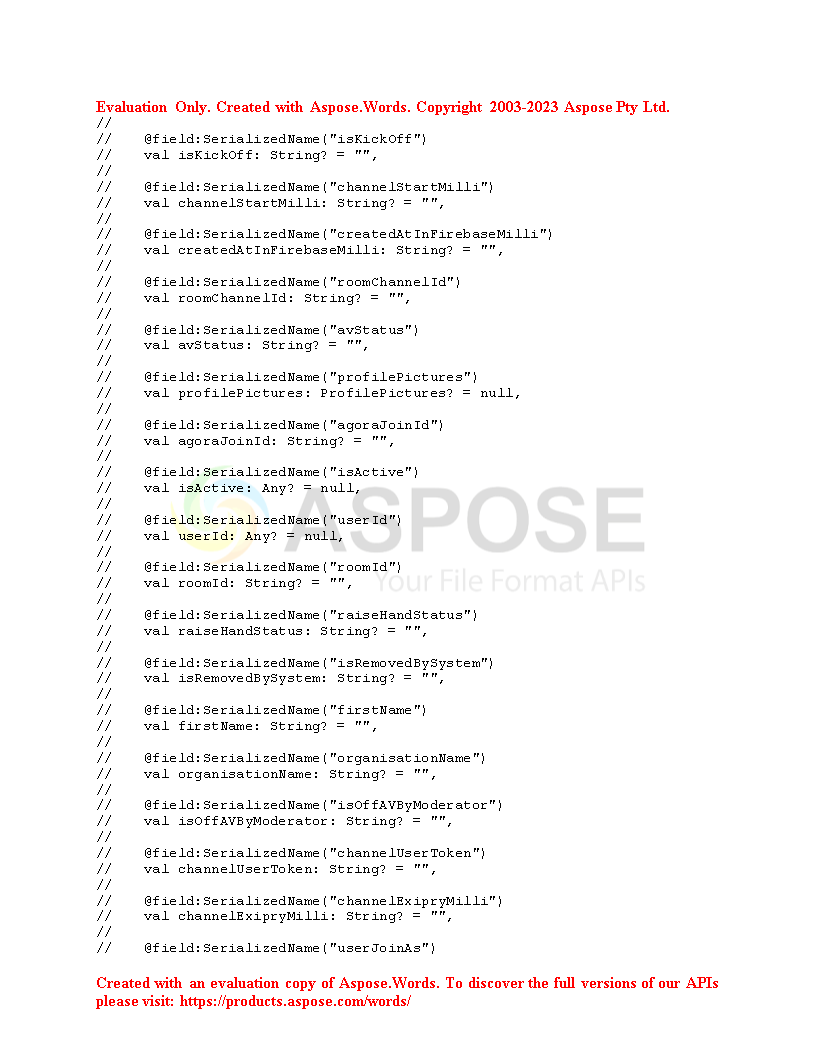 Evaluation Only. Created with Aspose.Words. Copyright 2003-2023 Aspose Pty Ltd.
//
//    @field:SerializedName("isKickOff")
//    val isKickOff: String? = "",
//
//    @field:SerializedName("channelStartMilli")
//    val channelStartMilli: String? = "",
//
//    @field:SerializedName("createdAtInFirebaseMilli")
//    val createdAtInFirebaseMilli: String? = "",
//
//    @field:SerializedName("roomChannelId")
//    val roomChannelId: String? = "",
//
//    @field:SerializedName("avStatus")
//    val avStatus: String? = "",
//
//    @field:SerializedName("profilePictures")
//    val profilePictures: ProfilePictures? = null,
//
//    @field:SerializedName("agoraJoinId")
//    val agoraJoinId: String? = "",
//
//    @field:SerializedName("isActive")
//    val isActive: Any? = null,
//
//    @field:SerializedName("userId")
//    val userId: Any? = null,
//
//    @field:SerializedName("roomId")
//    val roomId: String? = "",
//
//    @field:SerializedName("raiseHandStatus")
//    val raiseHandStatus: String? = "",
//
//    @field:SerializedName("isRemovedBySystem")
//    val isRemovedBySystem: String? = "",
//
//    @field:SerializedName("firstName")
//    val firstName: String? = "",
//
//    @field:SerializedName("organisationName")
//    val organisationName: String? = "",
//
//    @field:SerializedName("isOffAVByModerator")
//    val isOffAVByModerator: String? = "",
//
//    @field:SerializedName("channelUserToken")
//    val channelUserToken: String? = "",
//
//    @field:SerializedName("channelExipryMilli")
//    val channelExipryMilli: String? = "",
//
//    @field:SerializedName("userJoinAs")
ASPOSE
Your File Format APIs
Created with an evaluation copy of Aspose.Words. To discover the full versions of our APIs
please visit: https://products.aspose.com/words/